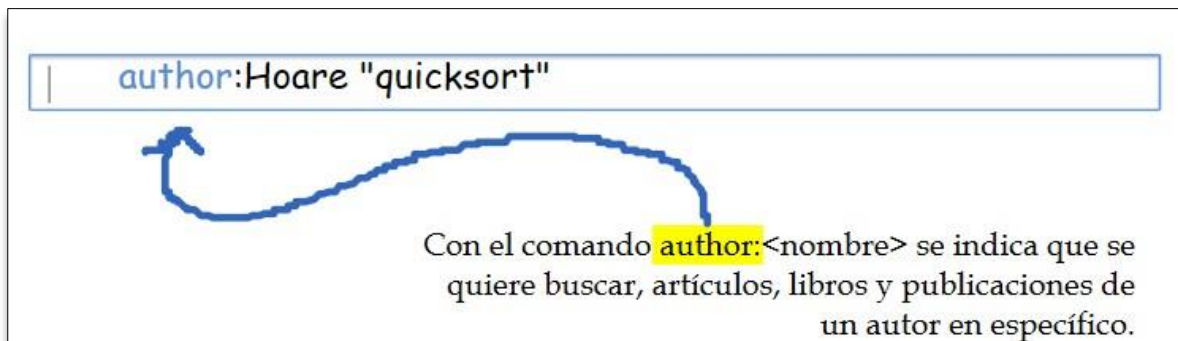 author:Hoare "quicksort"
Con el comando author:<nombre> se indica que se
quiere buscar, artículos, libros y publicaciones de
un autor en específico.